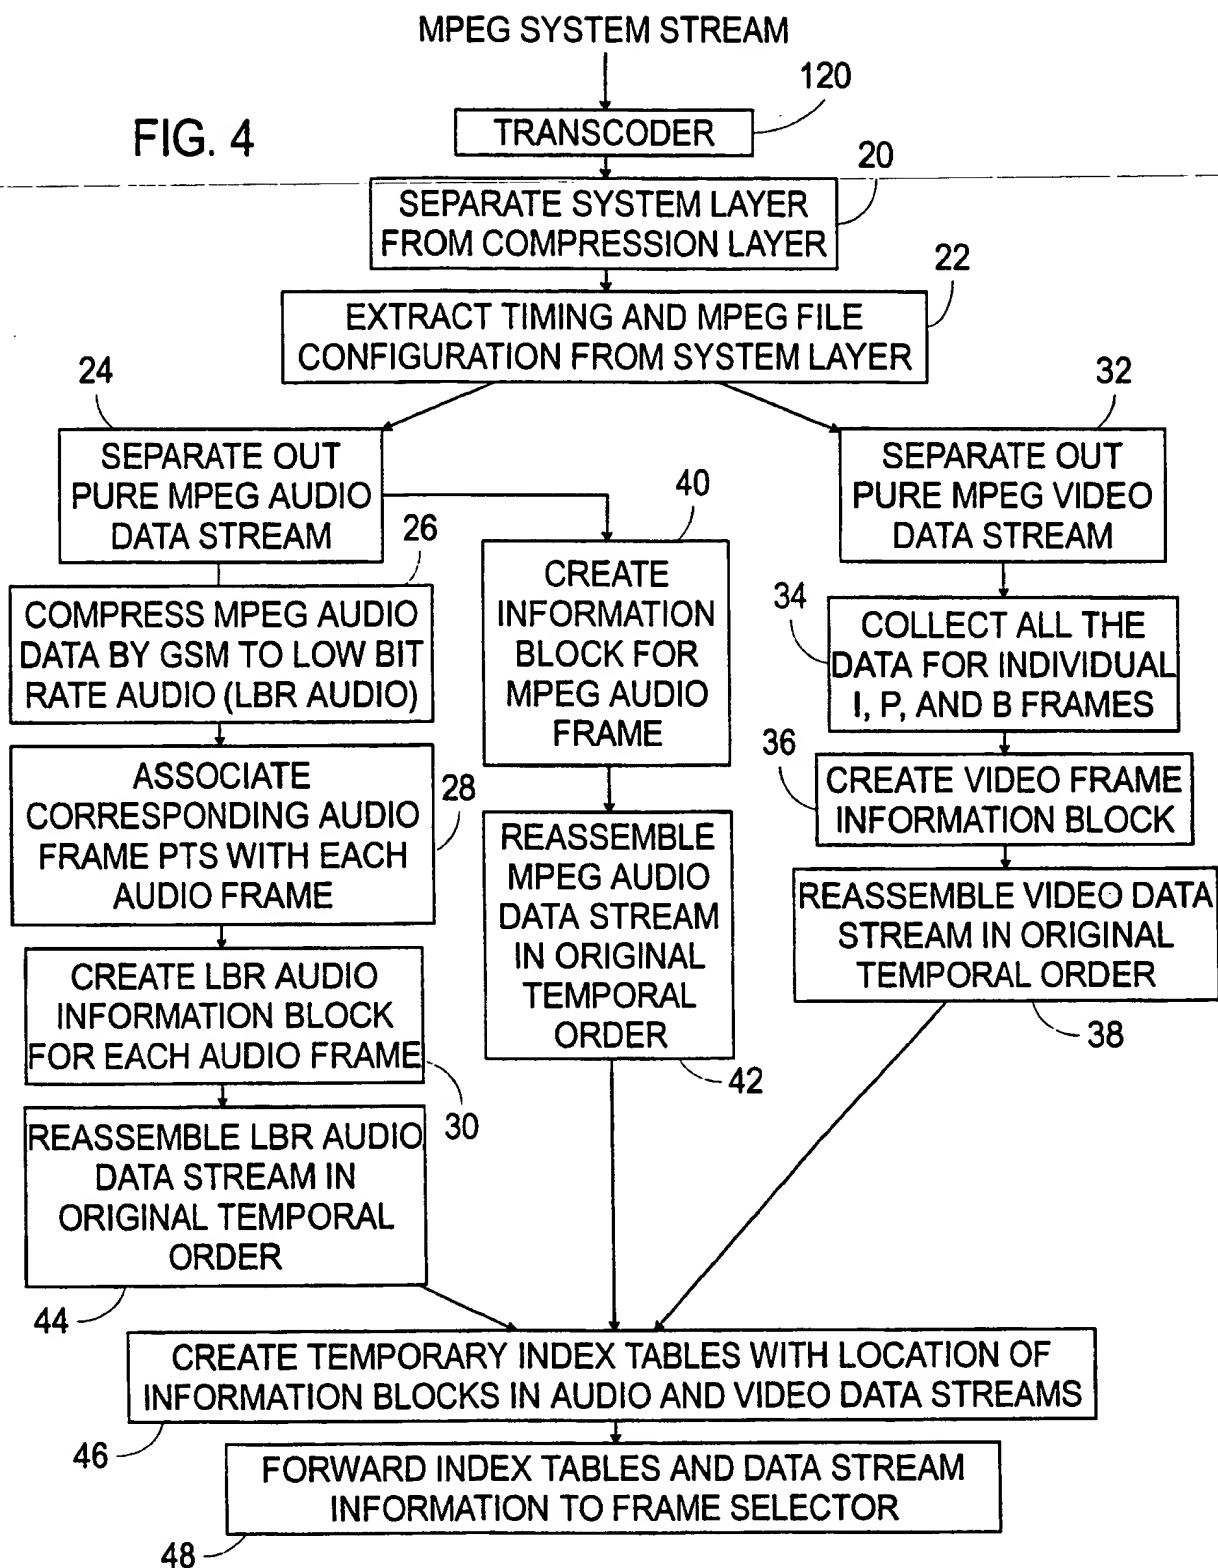 MPEG SYSTEM STREAM
120
FIG. 4
TRANSCODER
20
SEPARATE SYSTEM LAYER
FROM COMPRESSION LAYER
22
EXTRACT TIMING AND MPEG FILE
CONFIGURATION FROM SYSTEM LAYER
24
SEPARATE OUT
PURE MPEG AUDIO
DATA STREAM
26
COMPRESS MPEG AUDIO
DATA BY GSM TO LOW BIT
RATE AUDIO (LBR AUDIO)
ASSOCIATE
CORRESPONDING AUDIO
FRAME PTS WITH EACH
AUDIO FRAME
28
CREATE LBR AUDIO
INFORMATION BLOCK
FOR EACH AUDIO FRAME
30
REASSEMBLE LBR AUDIO
DATA STREAM IN
ORIGINAL TEMPORAL
ORDER
44
40
CREATE
INFORMATION
BLOCK FOR
MPEG AUDIO
FRAME
REASSEMBLE
MPEG AUDIO
DATA STREAM
IN ORIGINAL
TEMPORAL
ORDER
42
32
SEPARATE OUT
PURE MPEG VIDEO
DATA STREAM
34
COLLECT ALL THE
DATA FOR INDIVIDUAL
I, P, AND B FRAMES
36
CREATE VIDEO FRAME
INFORMATION BLOCK
REASSEMBLE VIDEO DATA
STREAM IN ORIGINAL
TEMPORAL ORDER
38
CREATE TEMPORARY INDEX TABLES WITH LOCATION OF
INFORMATION BLOCKS IN AUDIO AND VIDEO DATA STREAMS
46
FORWARD INDEX TABLES AND DATA STREAM
INFORMATION TO FRAME SELECTOR
48